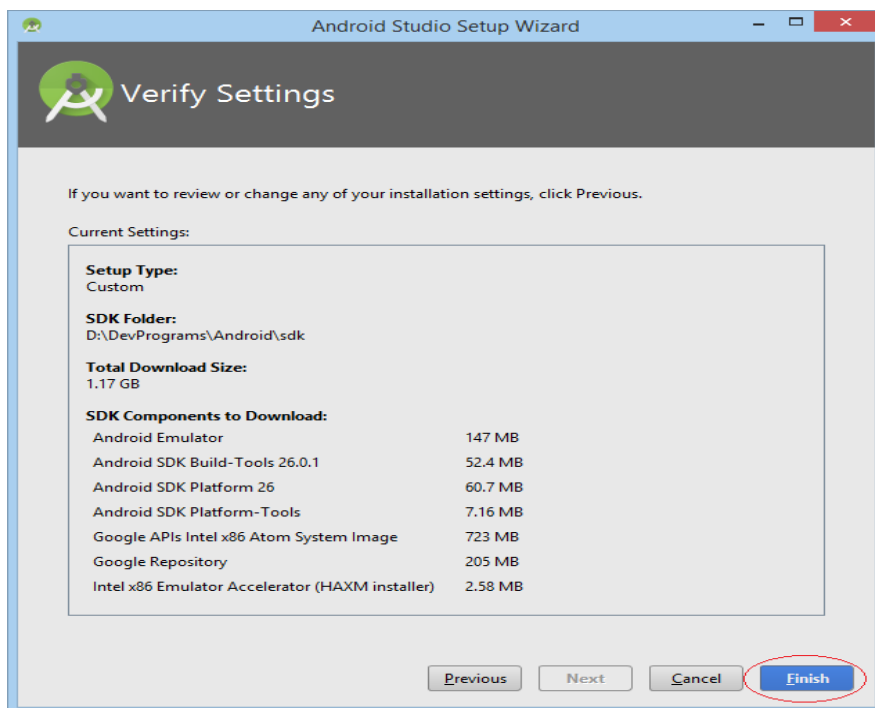 Android Studio Setup Wizard
Verify Settings
If you want to review or change any of your installation settings, click Previous.
Current Settings:
Setup Type:
Custom
SDK Folder:
D:\DevPrograms\Android\sdk
Total Download Size:
1.17 GB
SDK Components to Download:
Android Emulator 147 MB
Android SDK Build-Tools 26.0.1 52.4 MB
Android SDK Platform 26 60.7 MB
Android SDK Platform-Tools 7.16 MB
Google APIs Intel x86 Atom System Image 723 MB
Google Repository 205 MB
Intel x86 Emulator Accelerator (HAXM installer) 2.58 MB
Previous Next Cancel Finish